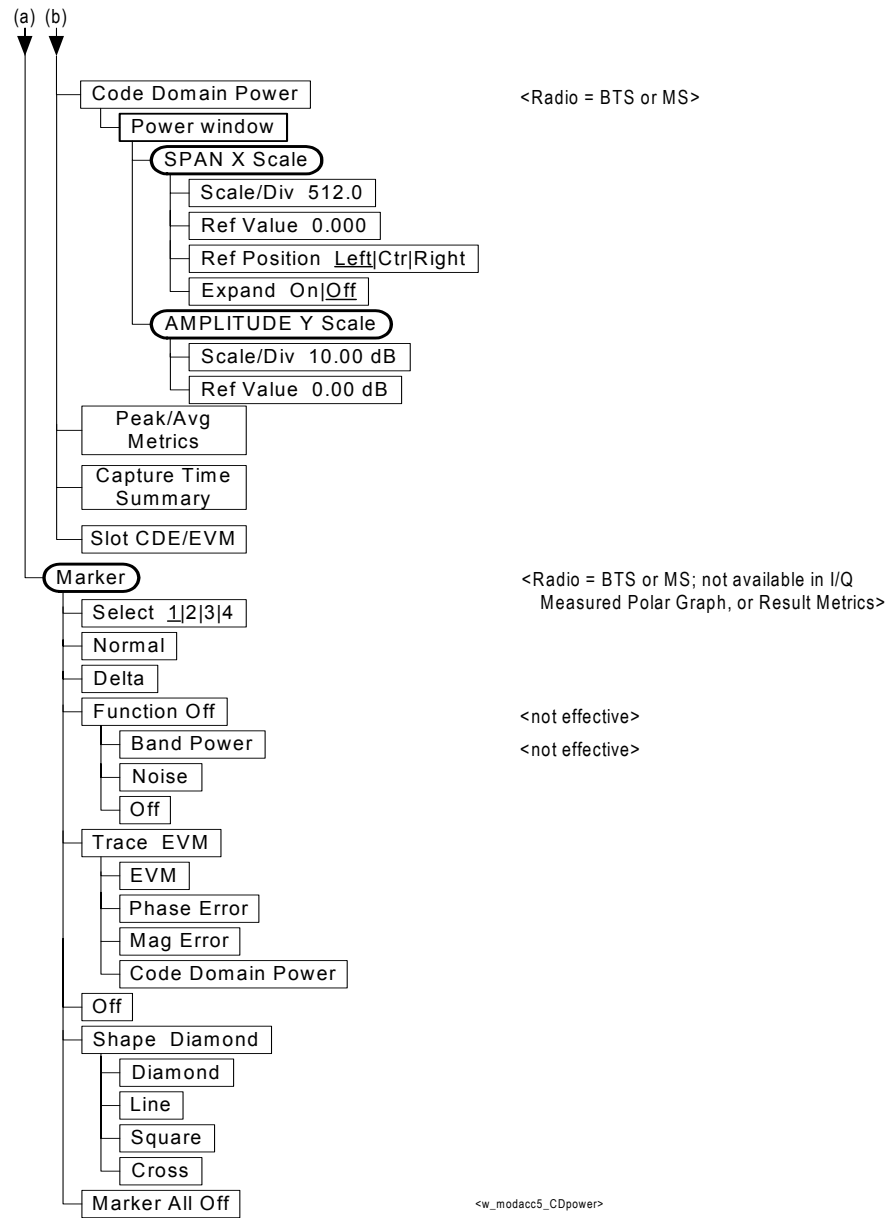 (a) (b)
Code Domain Power <Radio = BTS or MS>
Power window
SPAN X Scale
Scale/Div 512.0
Ref Value 0.000
Ref Position Left|Ctr|Right
Expand On|Off
AMPLITUDE Y Scale
Scale/Div 10.00 dB
Ref Value 0.00 dB
Peak/Avg
Metrics
Capture Time
Summary
Slot CDE/EVM
Marker <Radio = BTS or MS; not available in I/Q
Measured Polar Graph, or Result Metrics>
Select 1|2|3|4
Normal
Delta
Function Off <not effective>
Band Power <not effective>
Noise
Off
Trace EVM
EVM
Phase Error
Mag Error
Code Domain Power
Off
Shape Diamond
Diamond
Line
Square
Cross
Marker All Off <w_modacc5_CDpower>